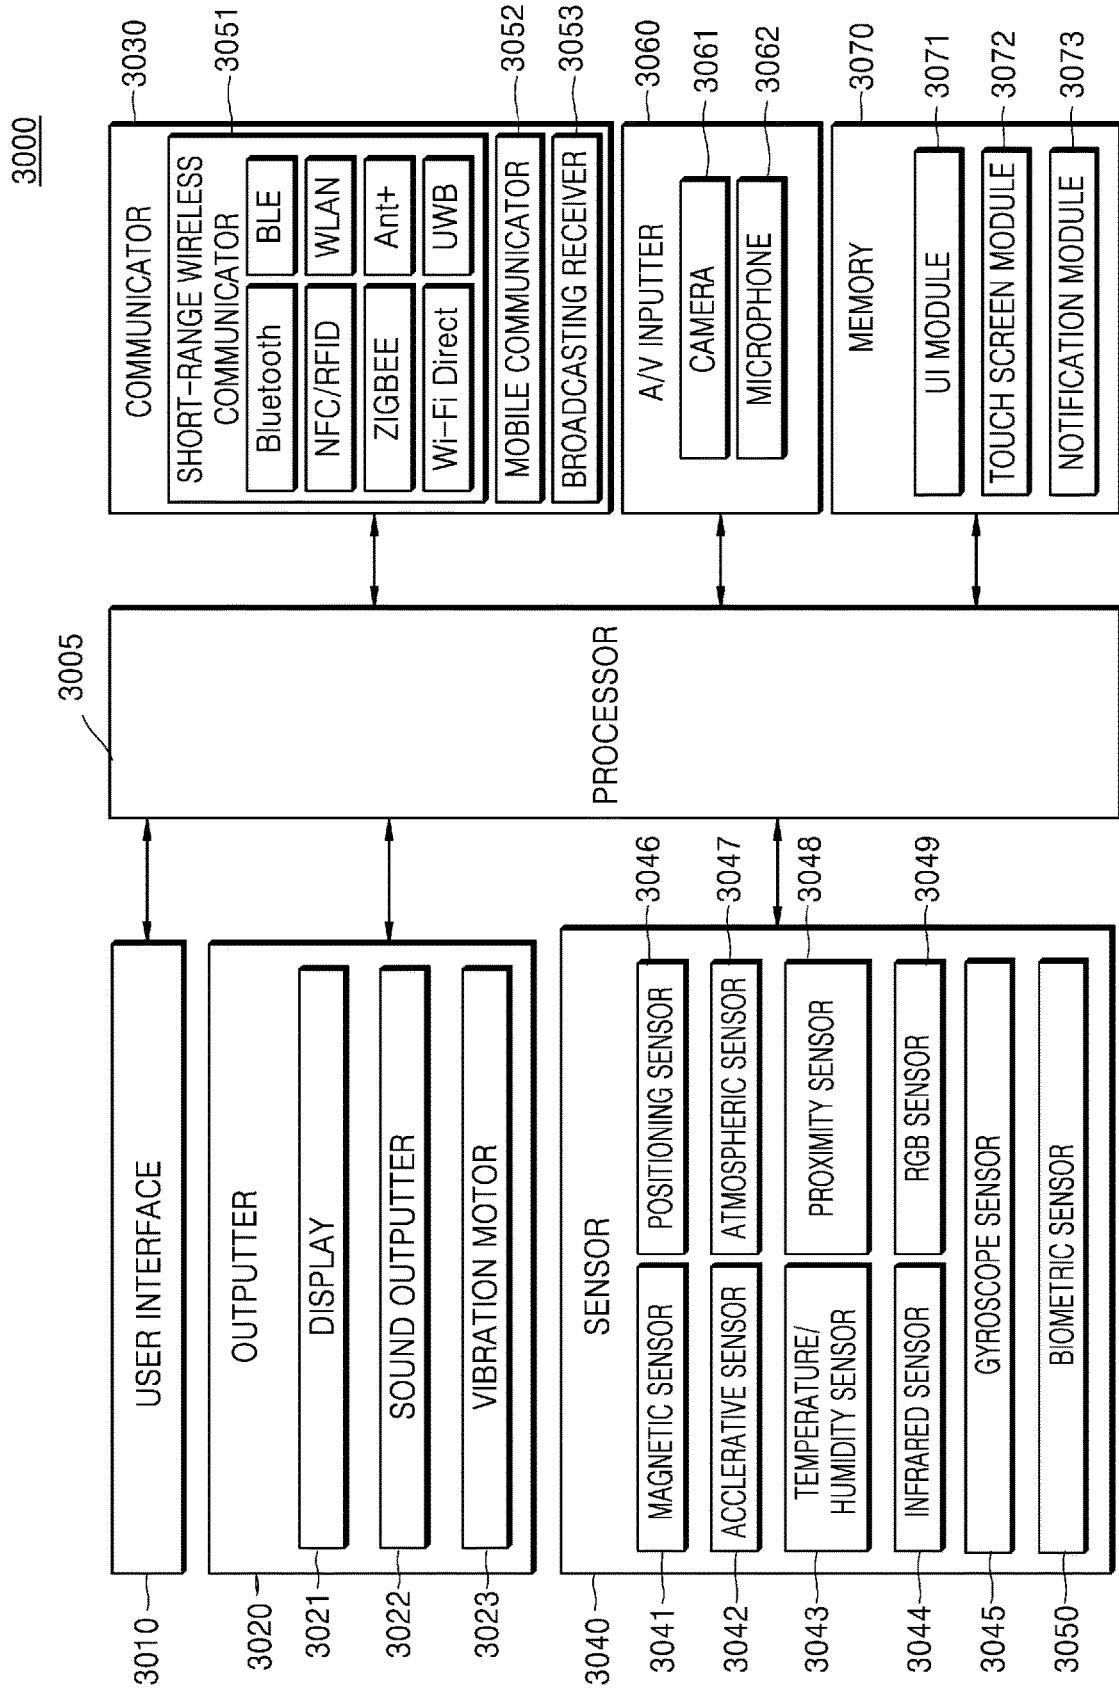 3000
3010
USER INTERFACE
3020
OUTPUTTER
3021
DISPLAY
3022
SOUND OUTPUTTER
3023
VIBRATION MOTOR
3040
SENSOR
3041
MAGNETIC SENSOR
POSITIONING SENSOR
3046
3042
ACCLERATIVE SENSOR
ATMOSPHERIC SENSOR
3047
3043
TEMPERATURE/
HUMIDITY SENSOR
PROXIMITY SENSOR
3048
3044
INFRARED SENSOR
RGB SENSOR
3049
3045
GYROSCOPE SENSOR
3050
BIOMETRIC SENSOR
3005
PROCESSOR
COMMUNICATOR
3030
SHORT-RANGE WIRELESS
COMMUNICATOR
3051
Bluetooth
BLE
NFC/RFID
WLAN
ZIGBEE
Ant+
Wi-Fi Direct
UWB
MOBILE COMMUNICATOR
3052
BROADCASTING RECEIVER
3053
A/V INPUTTER
3060
CAMERA
3061
MICROPHONE
3062
MEMORY
3070
UI MODULE
3071
TOUCH SCREEN MODULE
3072
NOTIFICATION MODULE
3073